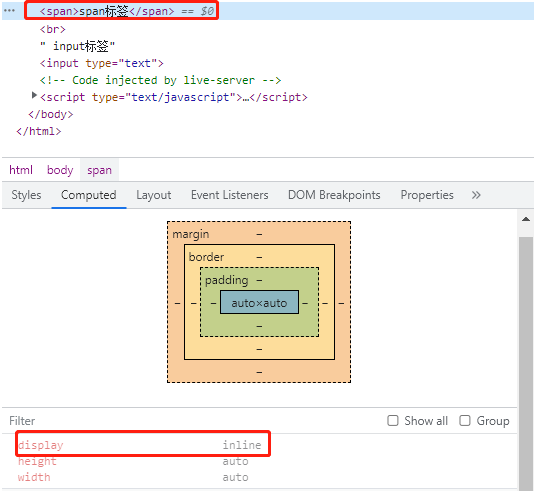 ··· <span>span标签</span> == $0
<br>
" input标签"
<input type="text">
<!-- Code injected by live-server -->
▶<script type="text/javascript">…</script>
</body>
</html>
html body span
Styles Computed Layout Event Listeners DOM Breakpoints Properties »
margin –
border –
padding –
– – – auto×auto – – –
–
–
–
Filter Show all Group
display inline
height auto
width auto